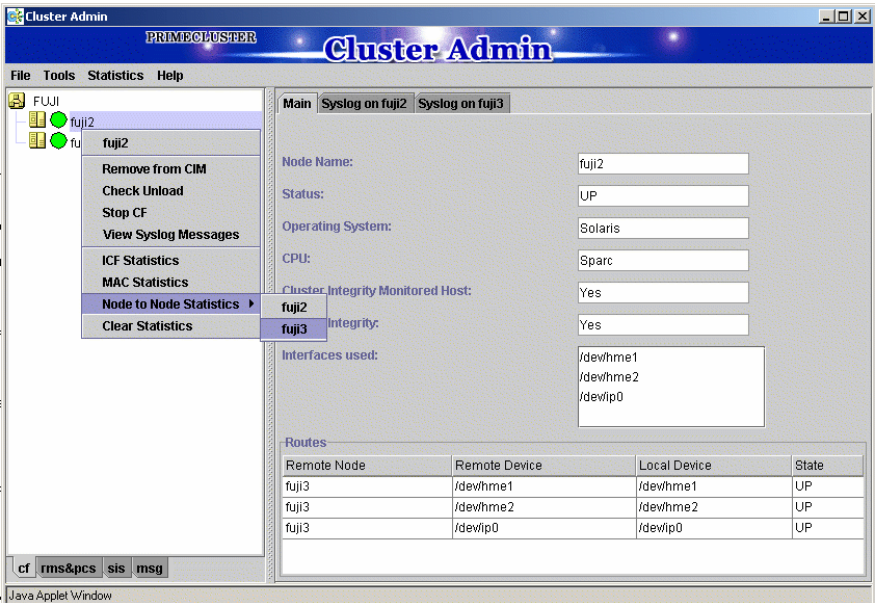 Cluster Admin
PRIMECLUSTER
Cluster Admin
File Tools Statistics Help
FUJI
fuji2
fu
fuji2
Remove from CIM
Check Unload
Stop CF
View Syslog Messages
ICF Statistics
MAC Statistics
Node to Node Statistics
Clear Statistics
fuji2
fuji3
Main Syslog on fuji2 Syslog on fuji3
Node Name: fuji2
Status: UP
Operating System: Solaris
CPU: Sparc
Cluster Integrity Monitored Host: Yes
Integrity: Yes
Interfaces used: /dev/hme1
/dev/hme2
/dev/ip0
Routes
Remote Node Remote Device Local Device State
fuji3 /dev/hme1 /dev/hme1 UP
fuji3 /dev/hme2 /dev/hme2 UP
fuji3 /dev/ip0 /dev/ip0 UP
cf rms&pcs sis msg
Java Applet Window